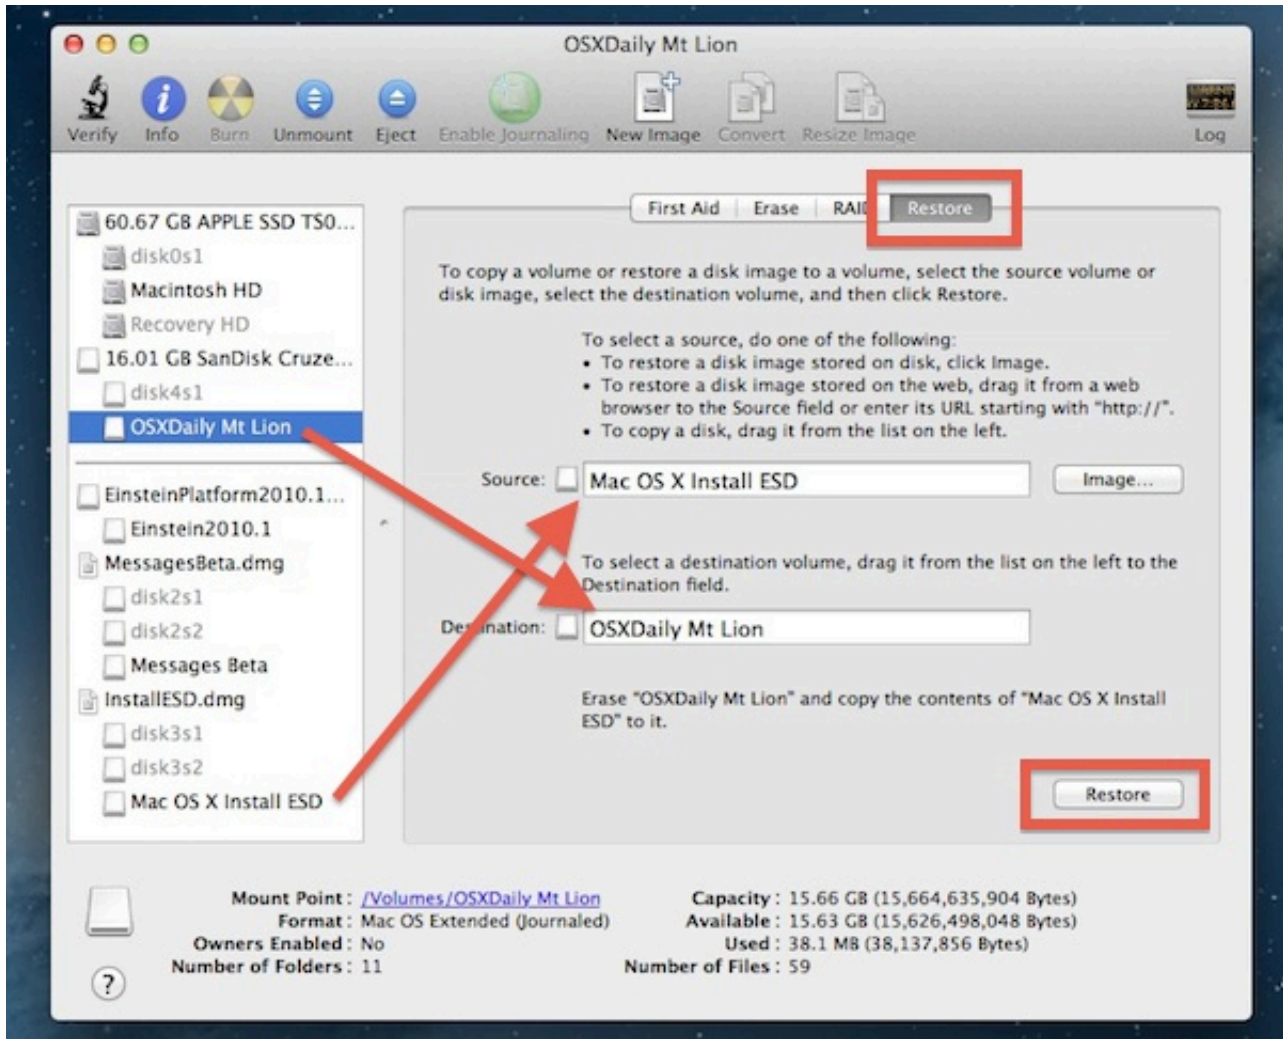 OSXDaily Mt Lion
Verify Info Burn Unmount Eject Enable Journaling New Image Convert Resize Image Log
First Aid Erase RAID Restore
60.67 GB APPLE SSD TS0...
disk0s1
Macintosh HD
Recovery HD
16.01 GB SanDisk Cruze...
disk4s1
OSXDaily Mt Lion
EinsteinPlatform2010.1...
Einstein2010.1
MessagesBeta.dmg
disk2s1
disk2s2
Messages Beta
InstallESD.dmg
disk3s1
disk3s2
Mac OS X Install ESD
To copy a volume or restore a disk image to a volume, select the source volume or
disk image, select the destination volume, and then click Restore.
To select a source, do one of the following:
• To restore a disk image stored on disk, click Image.
• To restore a disk image stored on the web, drag it from a web
browser to the Source field or enter its URL starting with “http://”.
• To copy a disk, drag it from the list on the left.
Source: Mac OS X Install ESD Image...
To select a destination volume, drag it from the list on the left to the
Destination field.
Destination: OSXDaily Mt Lion
Erase "OSXDaily Mt Lion" and copy the contents of "Mac OS X Install
ESD" to it.
Restore
Mount Point : /Volumes/OSXDaily Mt Lion
Format : Mac OS Extended (Journaled)
Owners Enabled : No
Number of Folders : 11
Capacity : 15.66 GB (15,664,635,904 Bytes)
Available : 15.63 GB (15,626,498,048 Bytes)
Used : 38.1 MB (38,137,856 Bytes)
Number of Files : 59
?